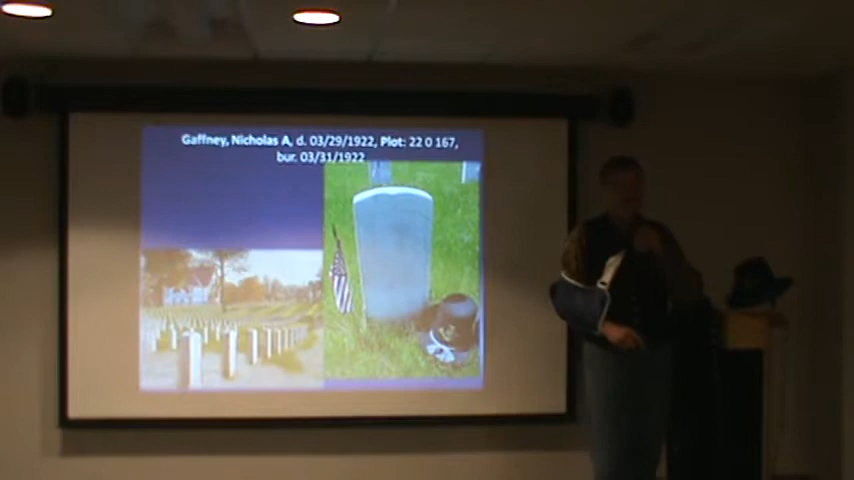 Gaffney, Nicholas A, d. 03/29/1922, Plot: 22 0 167,
bur. 03/31/1922